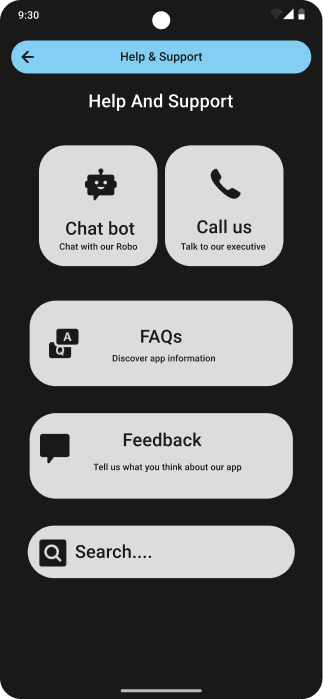 9:30
Help & Support
Help And Support
Chat bot
Chat with our Robo
Call us
Talk to our executive
A
Q
FAQs
Discover app information
Feedback
Tell us what you think about our app
Search....